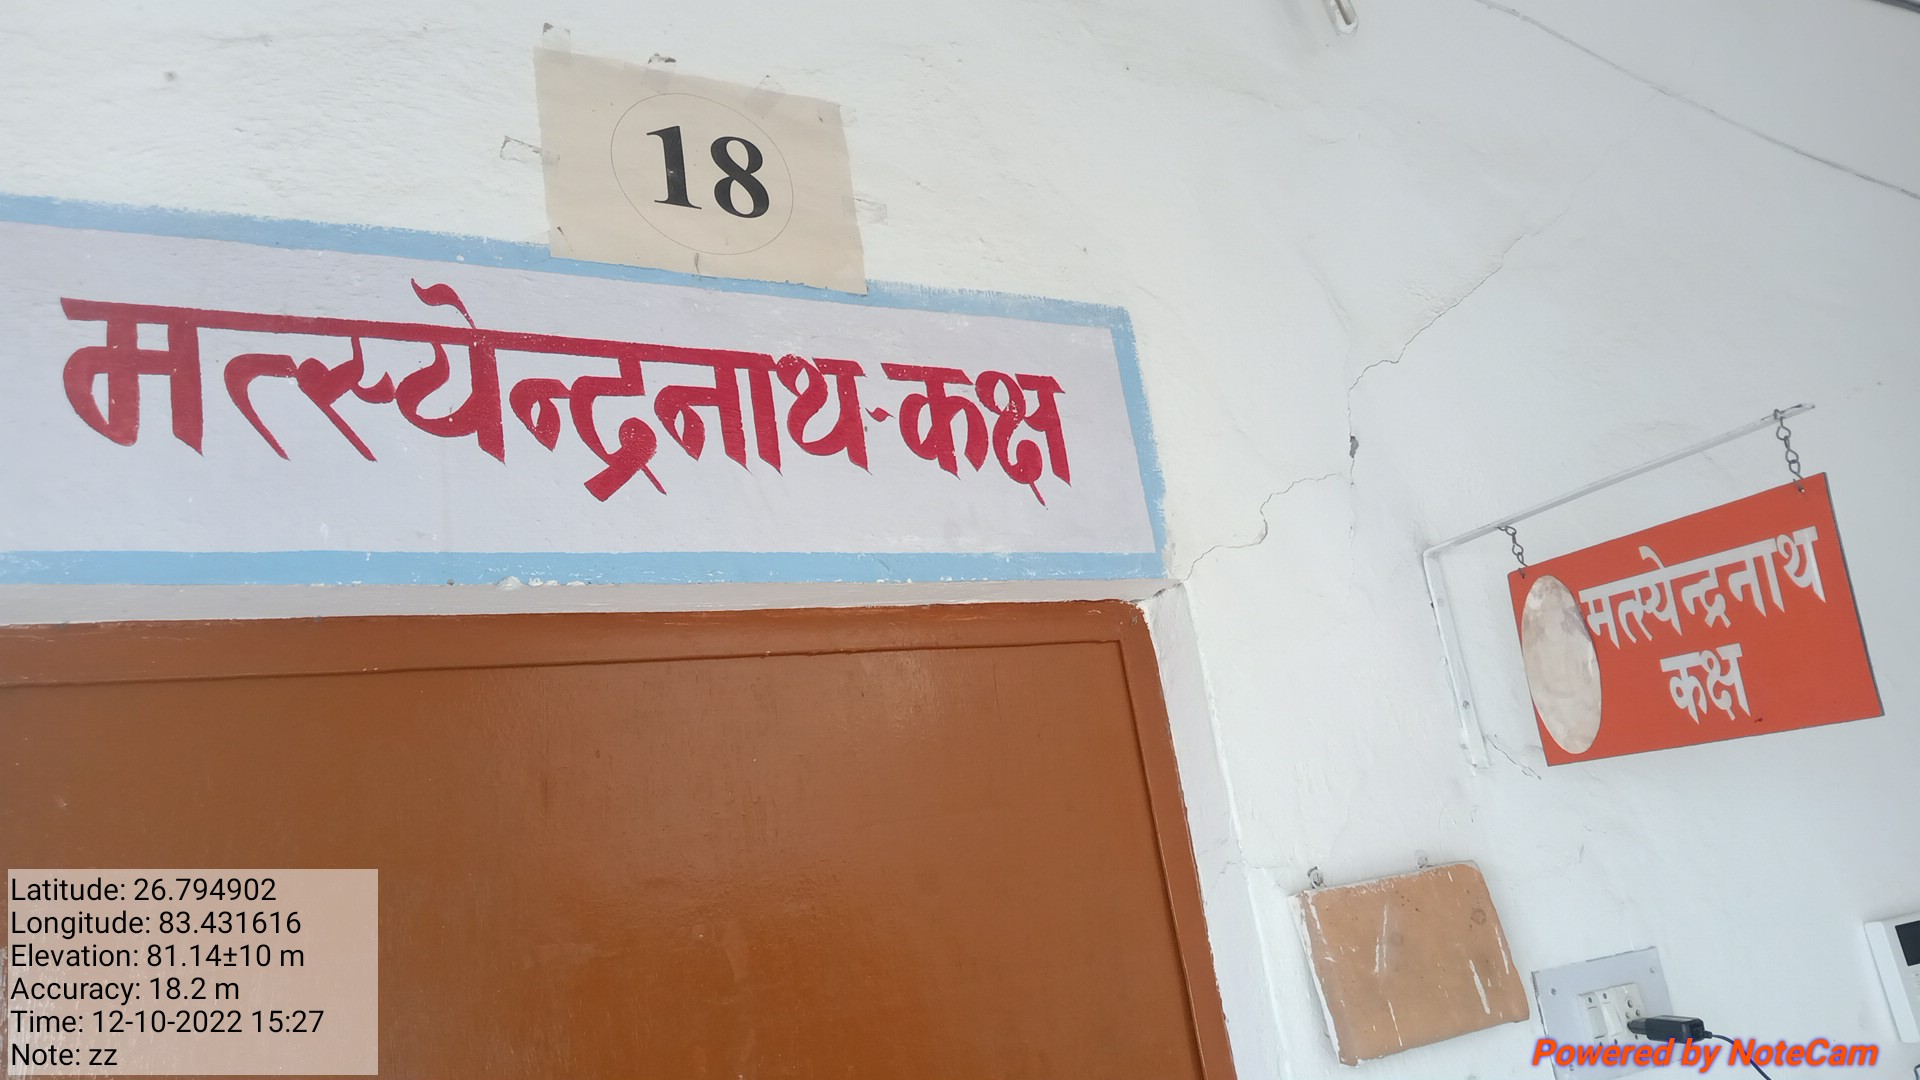 18
मत्स्येन्द्रनाथ-कक्ष
मत्स्येन्द्रनाथ
कक्ष
Latitude: 26.794902
Longitude: 83.431616
Elevation: 81.14±10 m
Accuracy: 18.2 m
Time: 12-10-2022 15:27
Note: zz
Powered by NoteCam